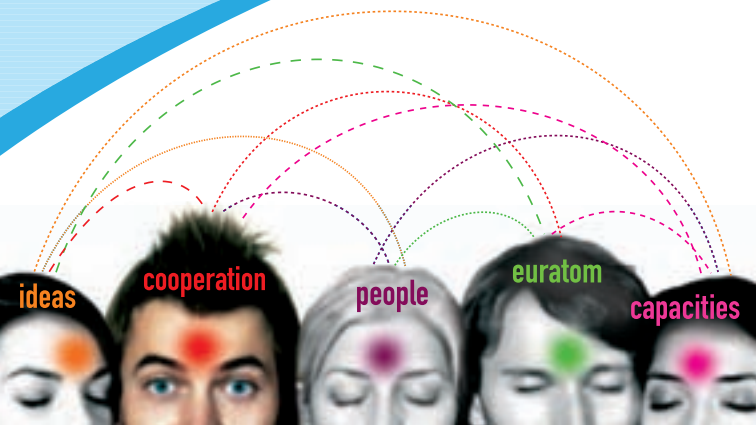 ideas
cooperation
people
euratom
capacities